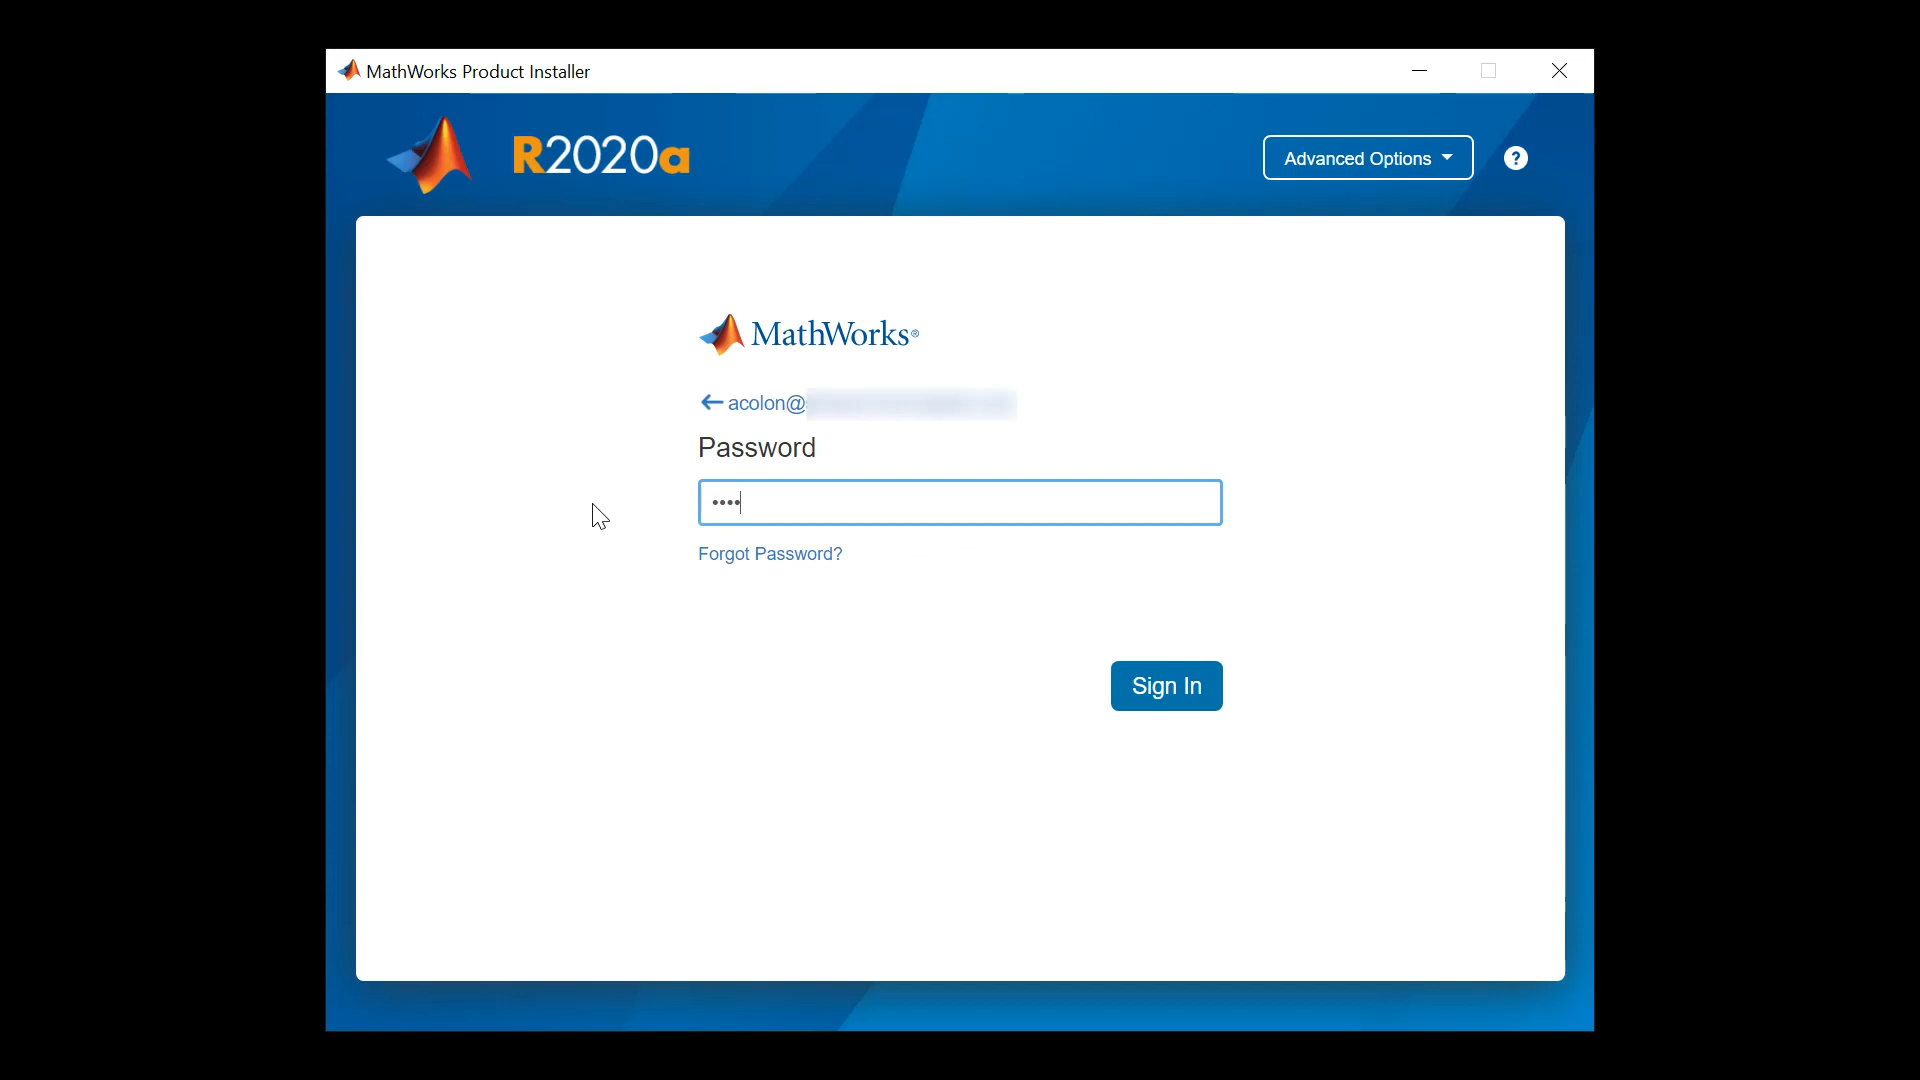 MathWorks Product Installer
R2020a
Advanced Options
?
MathWorks®
acolon@
Password
Forgot Password?
Sign In